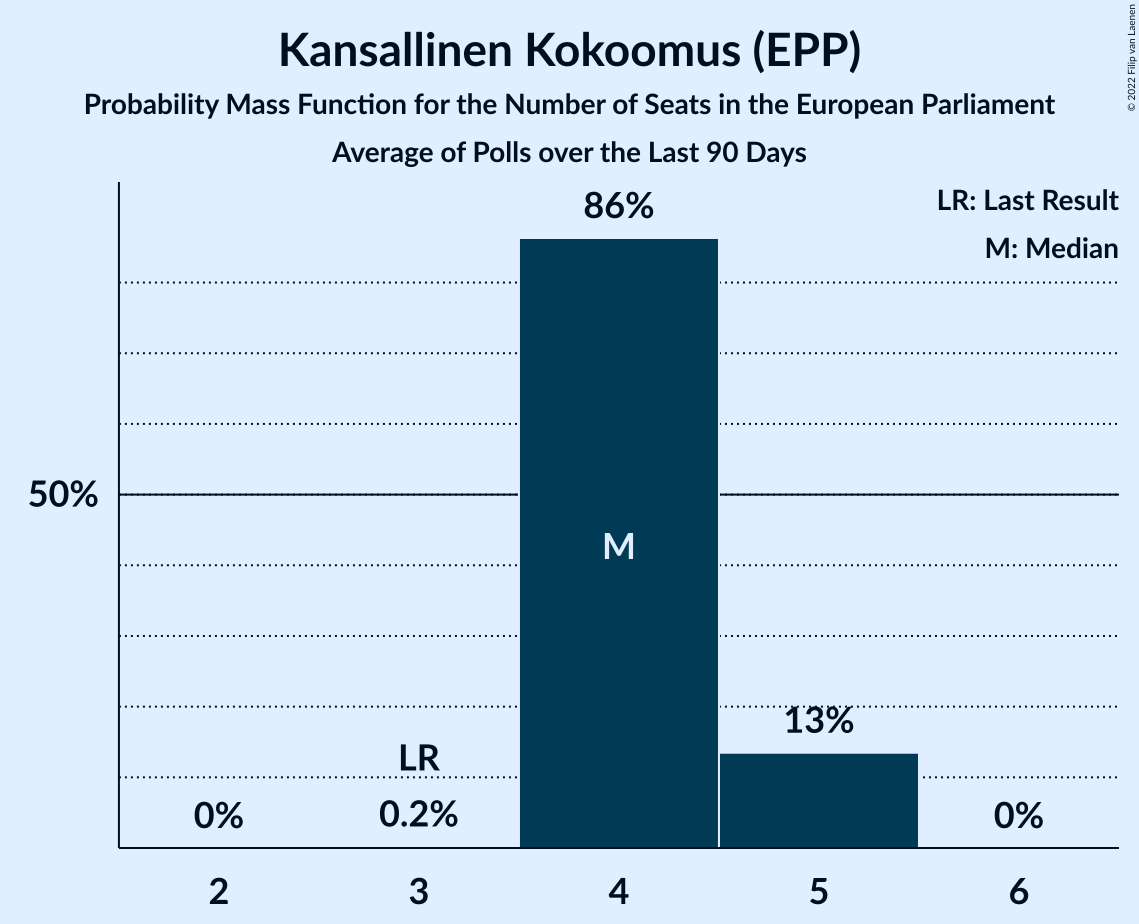 Kansallinen Kokoomus (EPP)
Probability Mass Function for the Number of Seats in the European Parliament
Average of Polls over the Last 90 Days
© 2022 Filip van Laenen
LR: Last Result
M: Median
86%
50%
M
13%
LR
0%
0.2%
0%
2
3
4
5
6